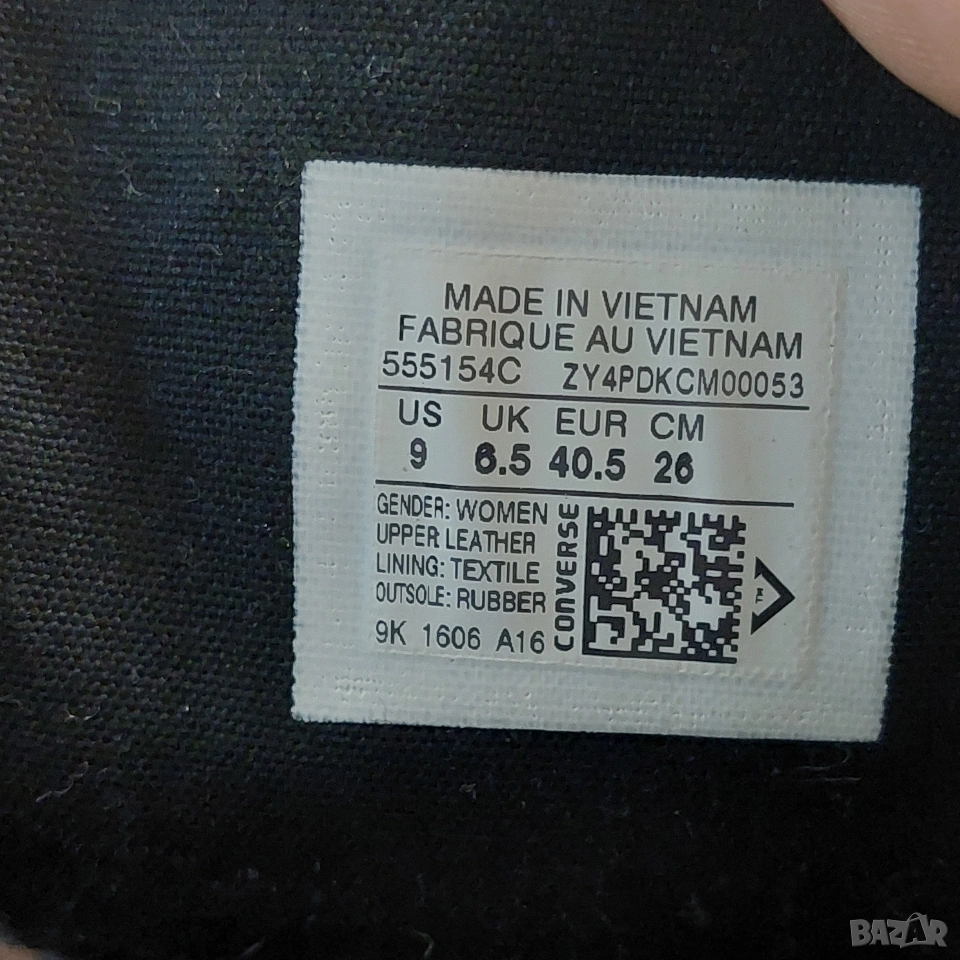 MADE IN VIETNAM
FABRIQUE AU VIETNAM
555154C ZY4PDKCM00053
US UK EUR CM
9 6.5 40.5 26
GENDER: WOMEN
UPPER LEATHER
LINING: TEXTILE
OUTSOLE: RUBBER
9K 1606 A16
CONVERSE
TM
BAZAR